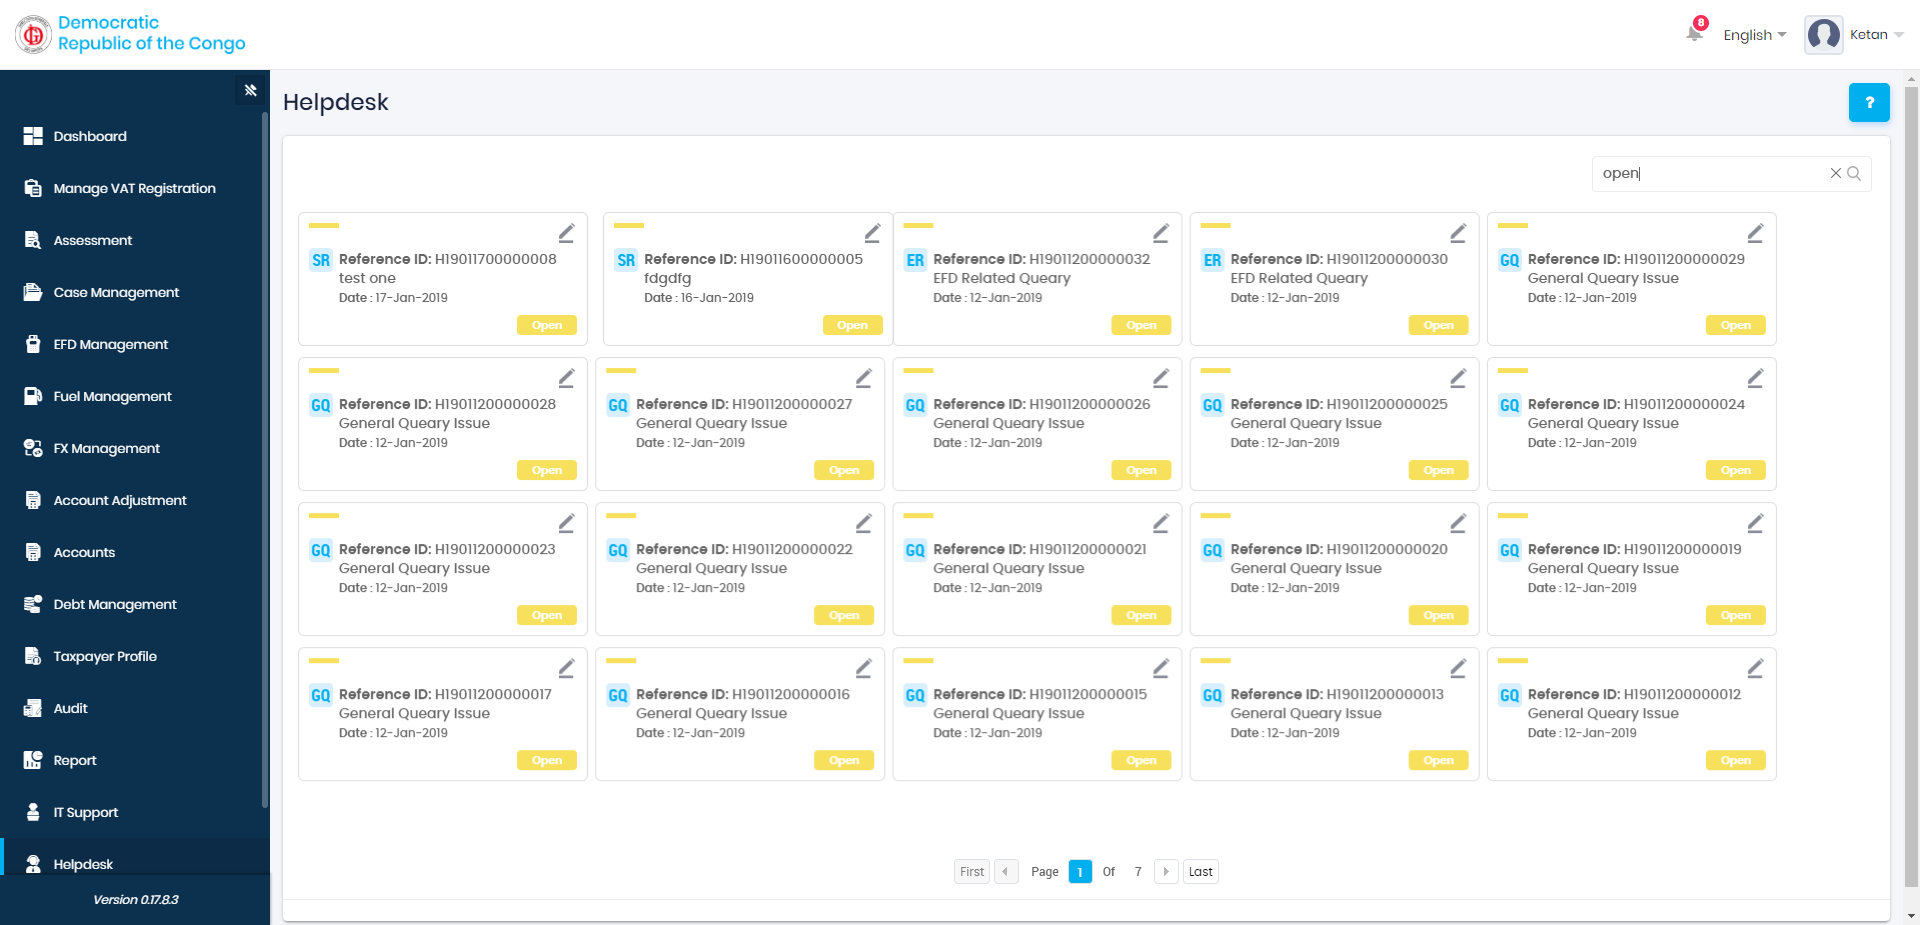 Democratic
Republic of the Congo
8
English
Ketan
Dashboard
Manage VAT Registration
Assessment
Case Management
EFD Management
Fuel Management
FX Management
Account Adjustment
Accounts
Debt Management
Taxpayer Profile
Audit
Report
IT Support
Helpdesk
Version 0.17.8.3
Helpdesk
?
open
SR Reference ID: H19011700000008
test one
Date : 17-Jan-2019
Open
SR Reference ID: H19011600000005
fdgdfg
Date : 16-Jan-2019
Open
ER Reference ID: H19011200000032
EFD Related Queary
Date : 12-Jan-2019
Open
ER Reference ID: H19011200000030
EFD Related Queary
Date : 12-Jan-2019
Open
GQ Reference ID: H19011200000029
General Queary Issue
Date : 12-Jan-2019
Open
GQ Reference ID: H19011200000028
General Queary Issue
Date : 12-Jan-2019
Open
GQ Reference ID: H19011200000027
General Queary Issue
Date : 12-Jan-2019
Open
GQ Reference ID: H19011200000026
General Queary Issue
Date : 12-Jan-2019
Open
GQ Reference ID: H19011200000025
General Queary Issue
Date : 12-Jan-2019
Open
GQ Reference ID: H19011200000024
General Queary Issue
Date : 12-Jan-2019
Open
GQ Reference ID: H19011200000023
General Queary Issue
Date : 12-Jan-2019
Open
GQ Reference ID: H19011200000022
General Queary Issue
Date : 12-Jan-2019
Open
GQ Reference ID: H19011200000021
General Queary Issue
Date : 12-Jan-2019
Open
GQ Reference ID: H19011200000020
General Queary Issue
Date : 12-Jan-2019
Open
GQ Reference ID: H19011200000019
General Queary Issue
Date : 12-Jan-2019
Open
GQ Reference ID: H19011200000017
General Queary Issue
Date : 12-Jan-2019
Open
GQ Reference ID: H19011200000016
General Queary Issue
Date : 12-Jan-2019
Open
GQ Reference ID: H19011200000015
General Queary Issue
Date : 12-Jan-2019
Open
GQ Reference ID: H19011200000013
General Queary Issue
Date : 12-Jan-2019
Open
GQ Reference ID: H19011200000012
General Queary Issue
Date : 12-Jan-2019
Open
First Page 1 Of 7 Last